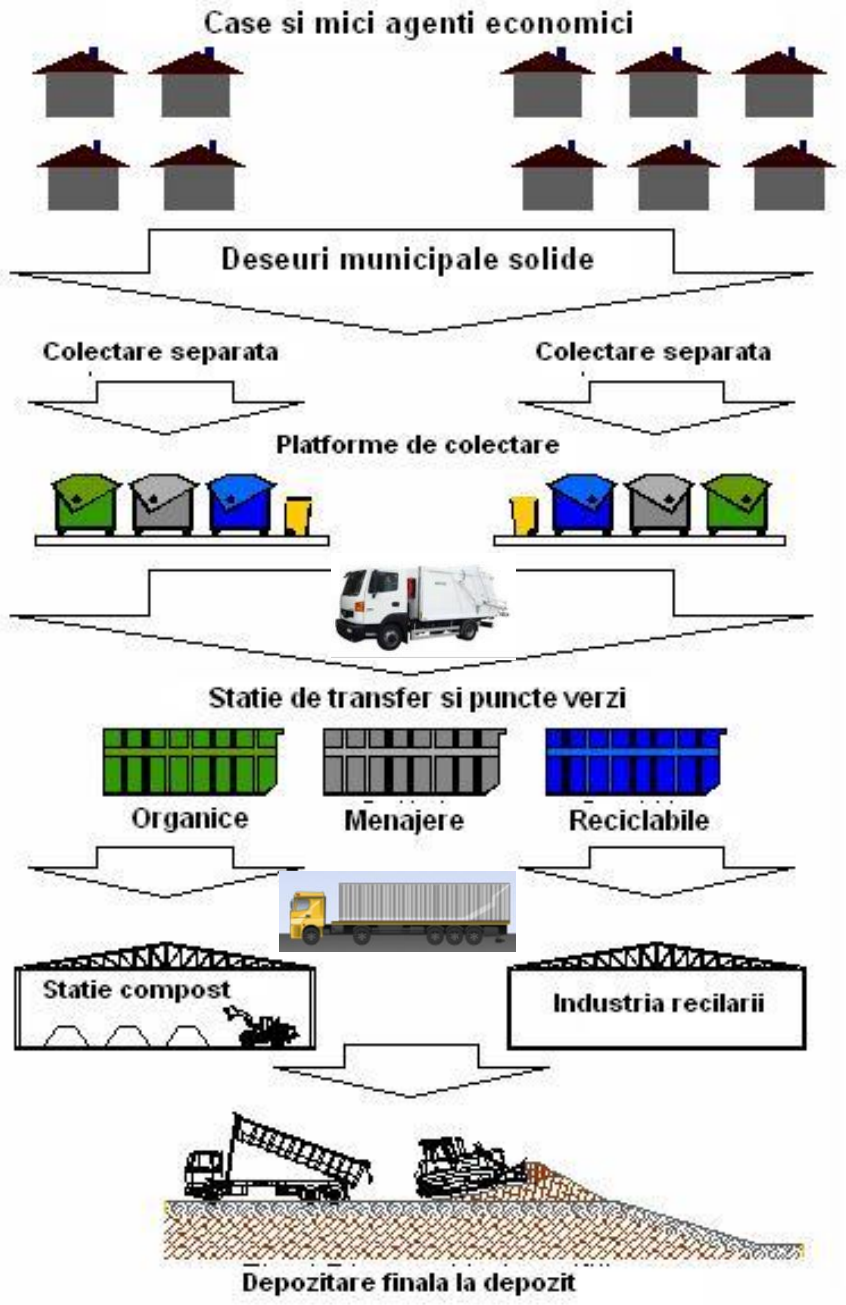 Case si mici agenti economici
Deseuri municipale solide
Colectare separata
Colectare separata
Platforme de colectare
Statie de transfer si puncte verzi
Organice
Menajere
Reciclabile
Statie compost
Industria recilarii
Depozitare finala la depozit